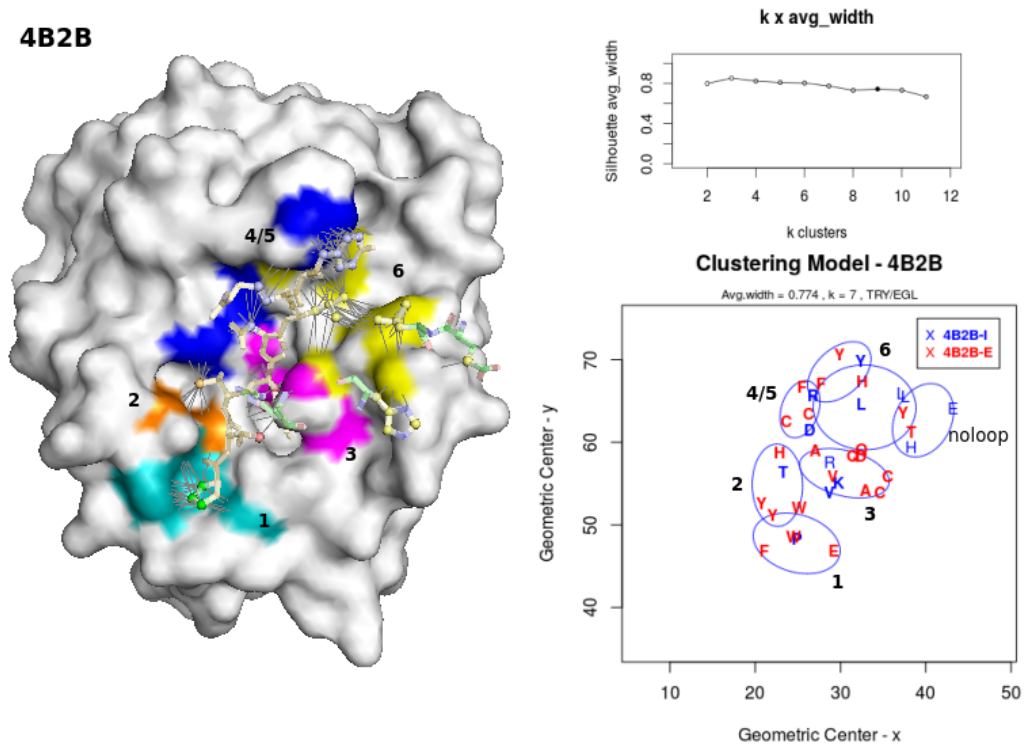 4B2B
4/5
6
2
3
1
k x avg_width
Silhouette avg_width
0.8
0.4
0.0
2
4
6
8
10
12
k clusters
Clustering Model - 4B2B
Avg.width = 0.774 , k = 7 , TRY/EGL
Geometric Center - y
70
60
50
40
X 4B2B-I
X 4B2B-E
6
4/5
noloop
2
3
1
Y
Y
F
F
H
R
L
I
L
E
C
C
D
Y
T
H
H
A
R
V
K
V
A
C
C
T
Y
Y
W
F
E
10
20
30
40
50
Geometric Center - x